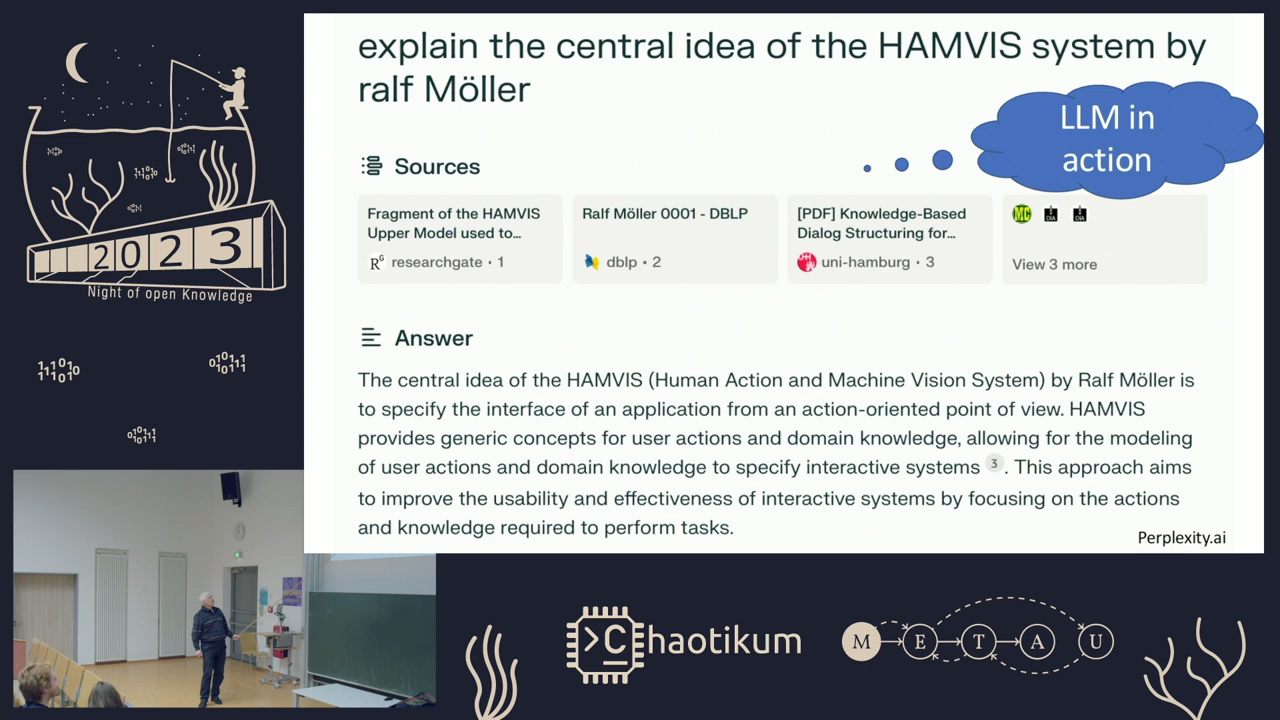 explain the central idea of the HAMVIS system by
ralf Möller
LLM in
action
Sources
Fragment of the HAMVIS
Upper Model used to...
researchgate · 1
Ralf Möller 0001 - DBLP
dblp · 2
[PDF] Knowledge-Based
Dialog Structuring for...
uni-hamburg · 3
View 3 more
Answer
The central idea of the HAMVIS (Human Action and Machine Vision System) by Ralf Möller is
to specify the interface of an application from an action-oriented point of view. HAMVIS
provides generic concepts for user actions and domain knowledge, allowing for the modeling
of user actions and domain knowledge to specify interactive systems 3. This approach aims
to improve the usability and effectiveness of interactive systems by focusing on the actions
and knowledge required to perform tasks.
Perplexity.ai
2023
Night of open Knowledge
111010
11101
010111
>C haotikum
M E T A U